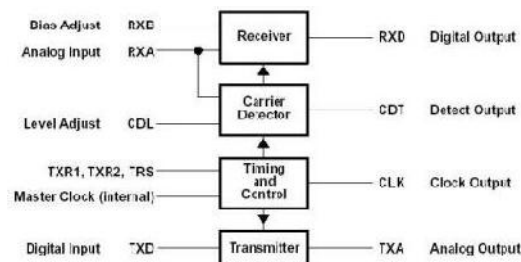 Bias Adjust RXB
Receiver
RXD Digital Output
Analog Input RXA
Carrier
Detector
CDT Detect Output
Level Adjust CDL
TXR1, TXR2, TRS
Timing
and
Control
CLK Clock Output
Master Clock (internal)
Digital Input TXD
Transmitter
TXA Analog Output